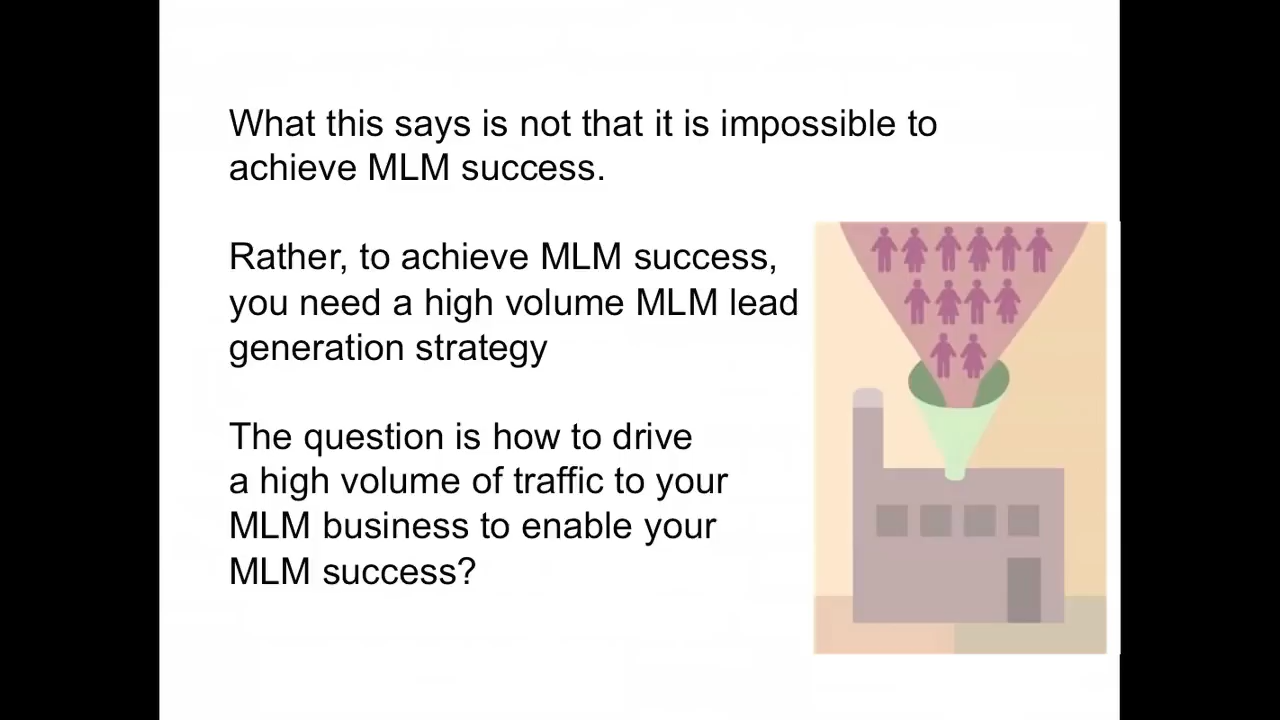 What this says is not that it is impossible to
achieve MLM success.
Rather, to achieve MLM success,
you need a high volume MLM lead
generation strategy
The question is how to drive
a high volume of traffic to your
MLM business to enable your
MLM success?